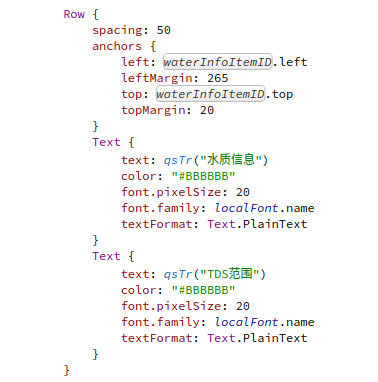 Row {
    spacing: 50
    anchors {
        left: waterInfoItemID.left
        leftMargin: 265
        top: waterInfoItemID.top
        topMargin: 20
    }
    Text {
        text: qsTr("水质信息")
        color: "#BBBBBB"
        font.pixelSize: 20
        font.family: localFont.name
        textFormat: Text.PlainText
    }
    Text {
        text: qsTr("TDS范围")
        color: "#BBBBBB"
        font.pixelSize: 20
        font.family: localFont.name
        textFormat: Text.PlainText
    }
}